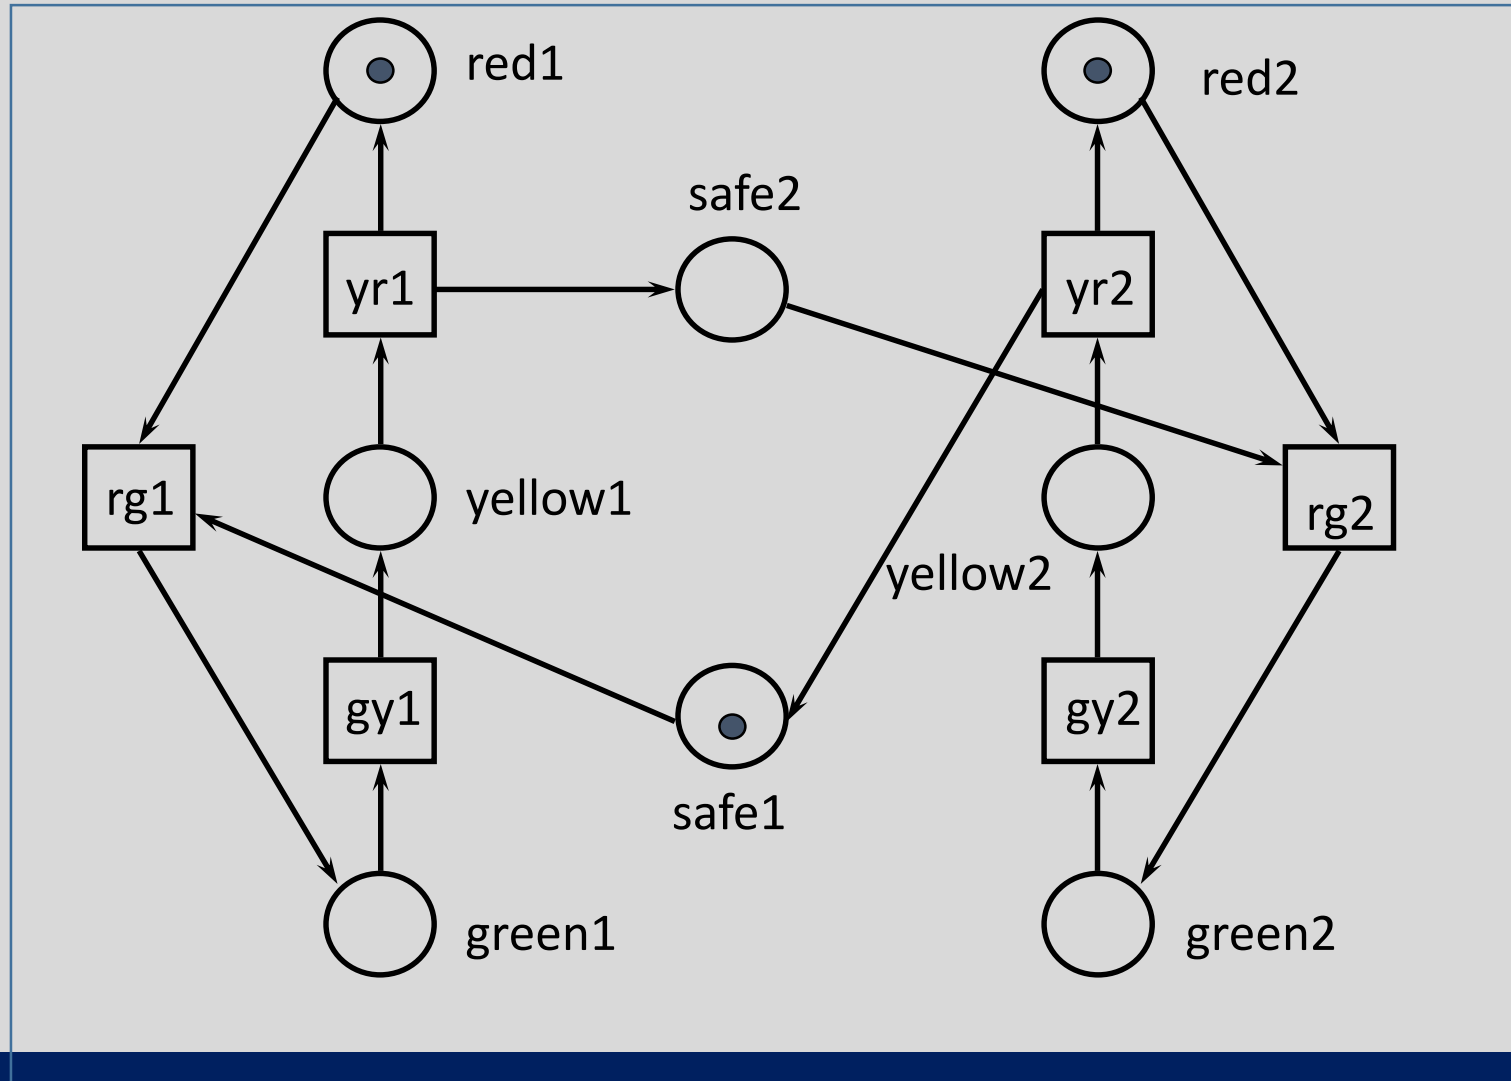 red1
red2
safe2
yr1
yr2
rg1
yellow1
rg2
yellow2
gy1
gy2
safe1
green1
green2